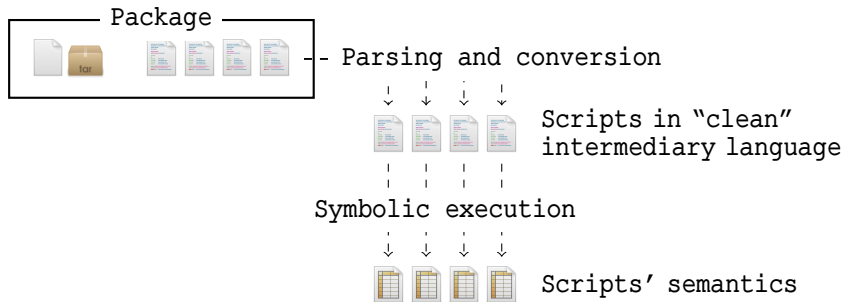 Package
tar
Parsing and conversion
Scripts in “clean”
intermediary language
Symbolic execution
Scripts’ semantics